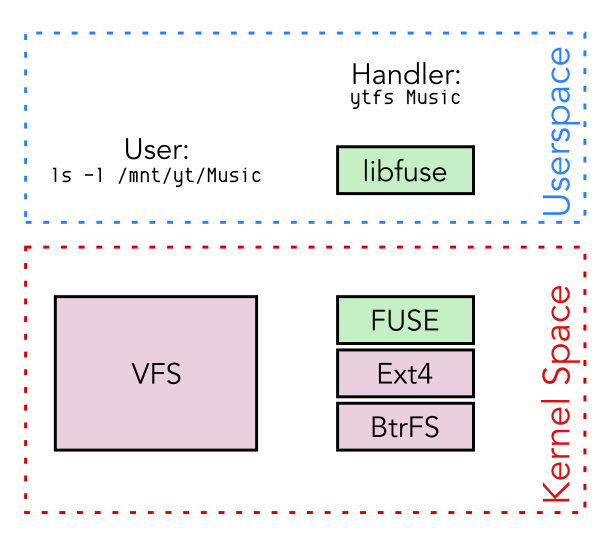 Handler:
ytfs Music
User:
ls -l /mnt/yt/Music
libfuse
Userspace
VFS
FUSE
Ext4
BtrFS
Kernel Space